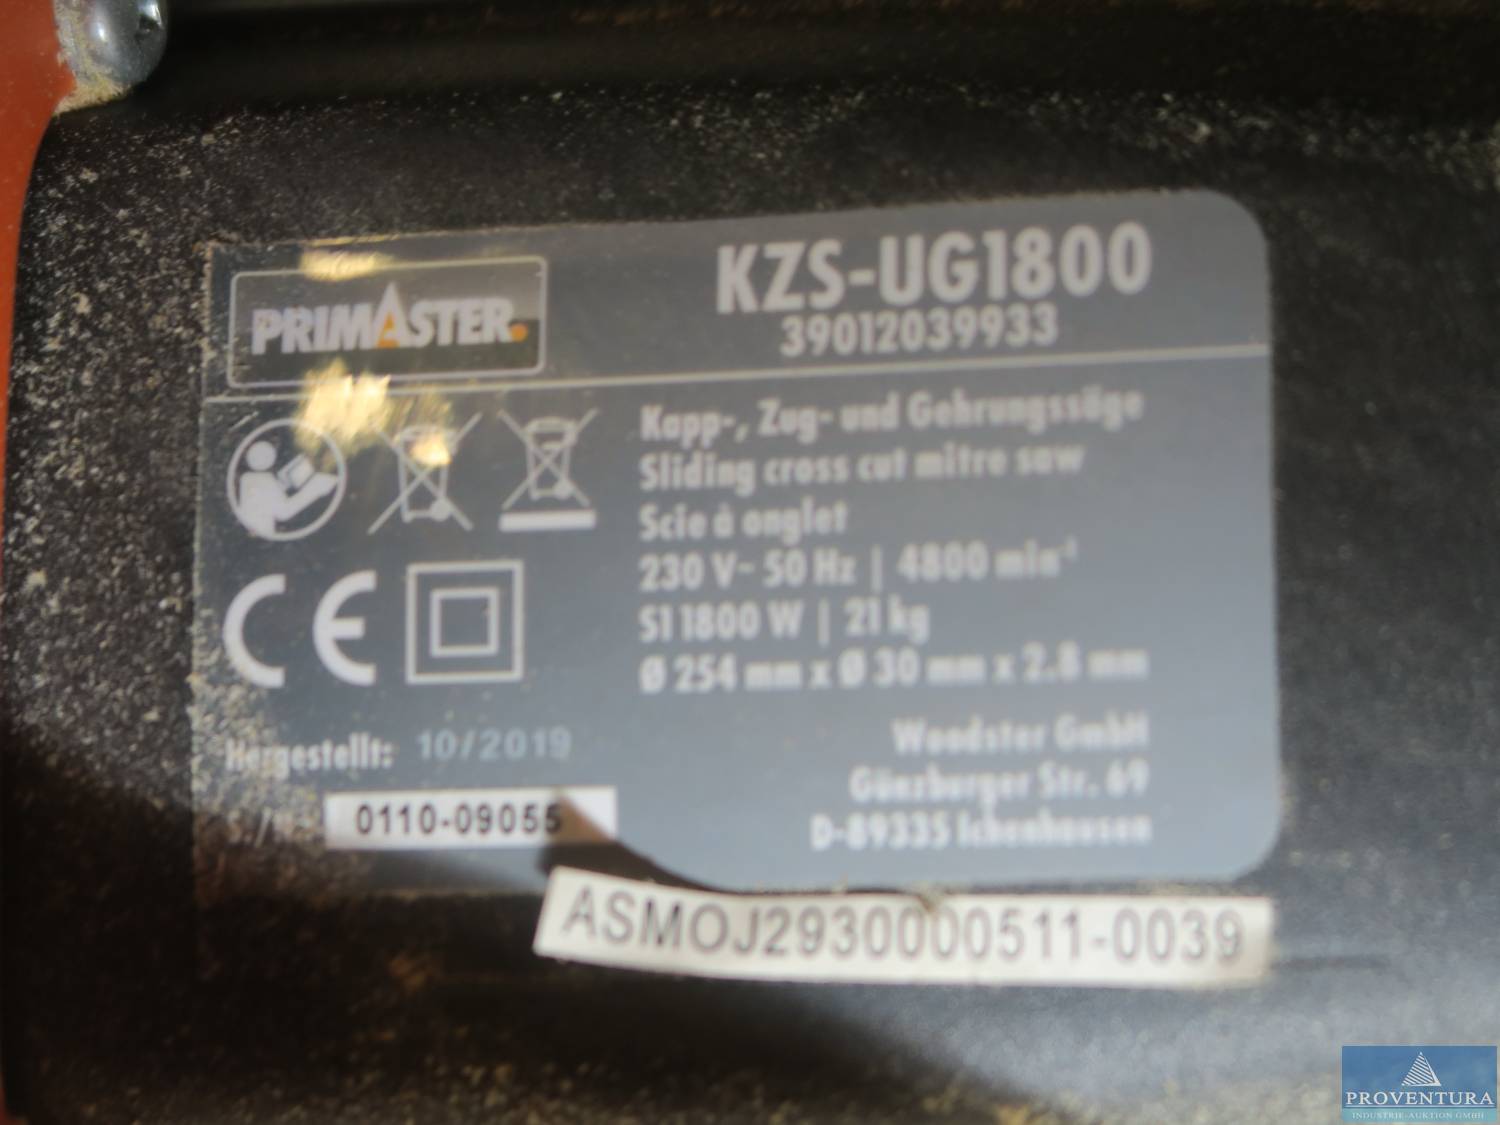 PRIMASTER
KZS-UG1800
39012039933
Kapp-, Zug- und Gehrungssäge
Sliding cross cut mitre saw
Scie à onglet
230 V~ 50 Hz | 4800 min⁻¹
S1 1800 W | 21 kg
Ø 254 mm x Ø 30 mm x 2.8 mm
CE
Hergestellt: 10/2019
0110-09055
Woodster GmbH
Günzburger Str. 69
D-89335 Ichenhausen
ASMOJ2930000511-0039
PROVENTURA
INDUSTRIE-AUKTION GMBH